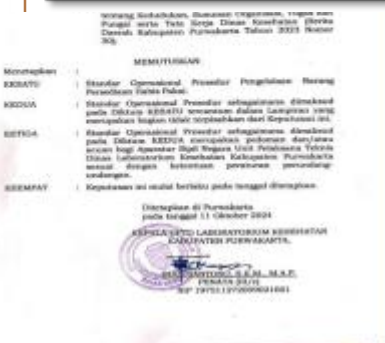 tentang Kedudukan, Susunan Organisasi, Tugas dan
Fungsi serta Tata Kerja Dinas Kesehatan (Berita
Daerah Kabupaten Purwakarta Tahun 2023 Nomor
30).
MEMUTUSKAN
Menetapkan :
KESATU : Standar Operasional Prosedur Pengelolaan Barang
Persediaan Habis Pakai.
KEDUA : Standar Operasional Prosedur sebagaimana dimaksud
pada Diktum KESATU tercantum dalam Lampiran yang
merupakan bagian tidak terpisahkan dari Keputusan ini.
KETIGA : Standar Operasional Prosedur sebagaimana dimaksud
pada Diktum KEDUA merupakan pedoman dan/atau
acuan bagi Aparatur Sipil Negara Unit Pelaksana Teknis
Dinas Laboratorium Kesehatan Kabupaten Purwakarta
sesuai dengan ketentuan peraturan perundang-
undangan.
KEEMPAT : Keputusan ini mulai berlaku pada tanggal ditetapkan.
Ditetapkan di Purwakarta
pada tanggal 11 Oktober 2024
KEPALA UPTD LABORATORIUM KESEHATAN
KABUPATEN PURWAKARTA,
S.K.M., M.A.P.
PENATA
NIP